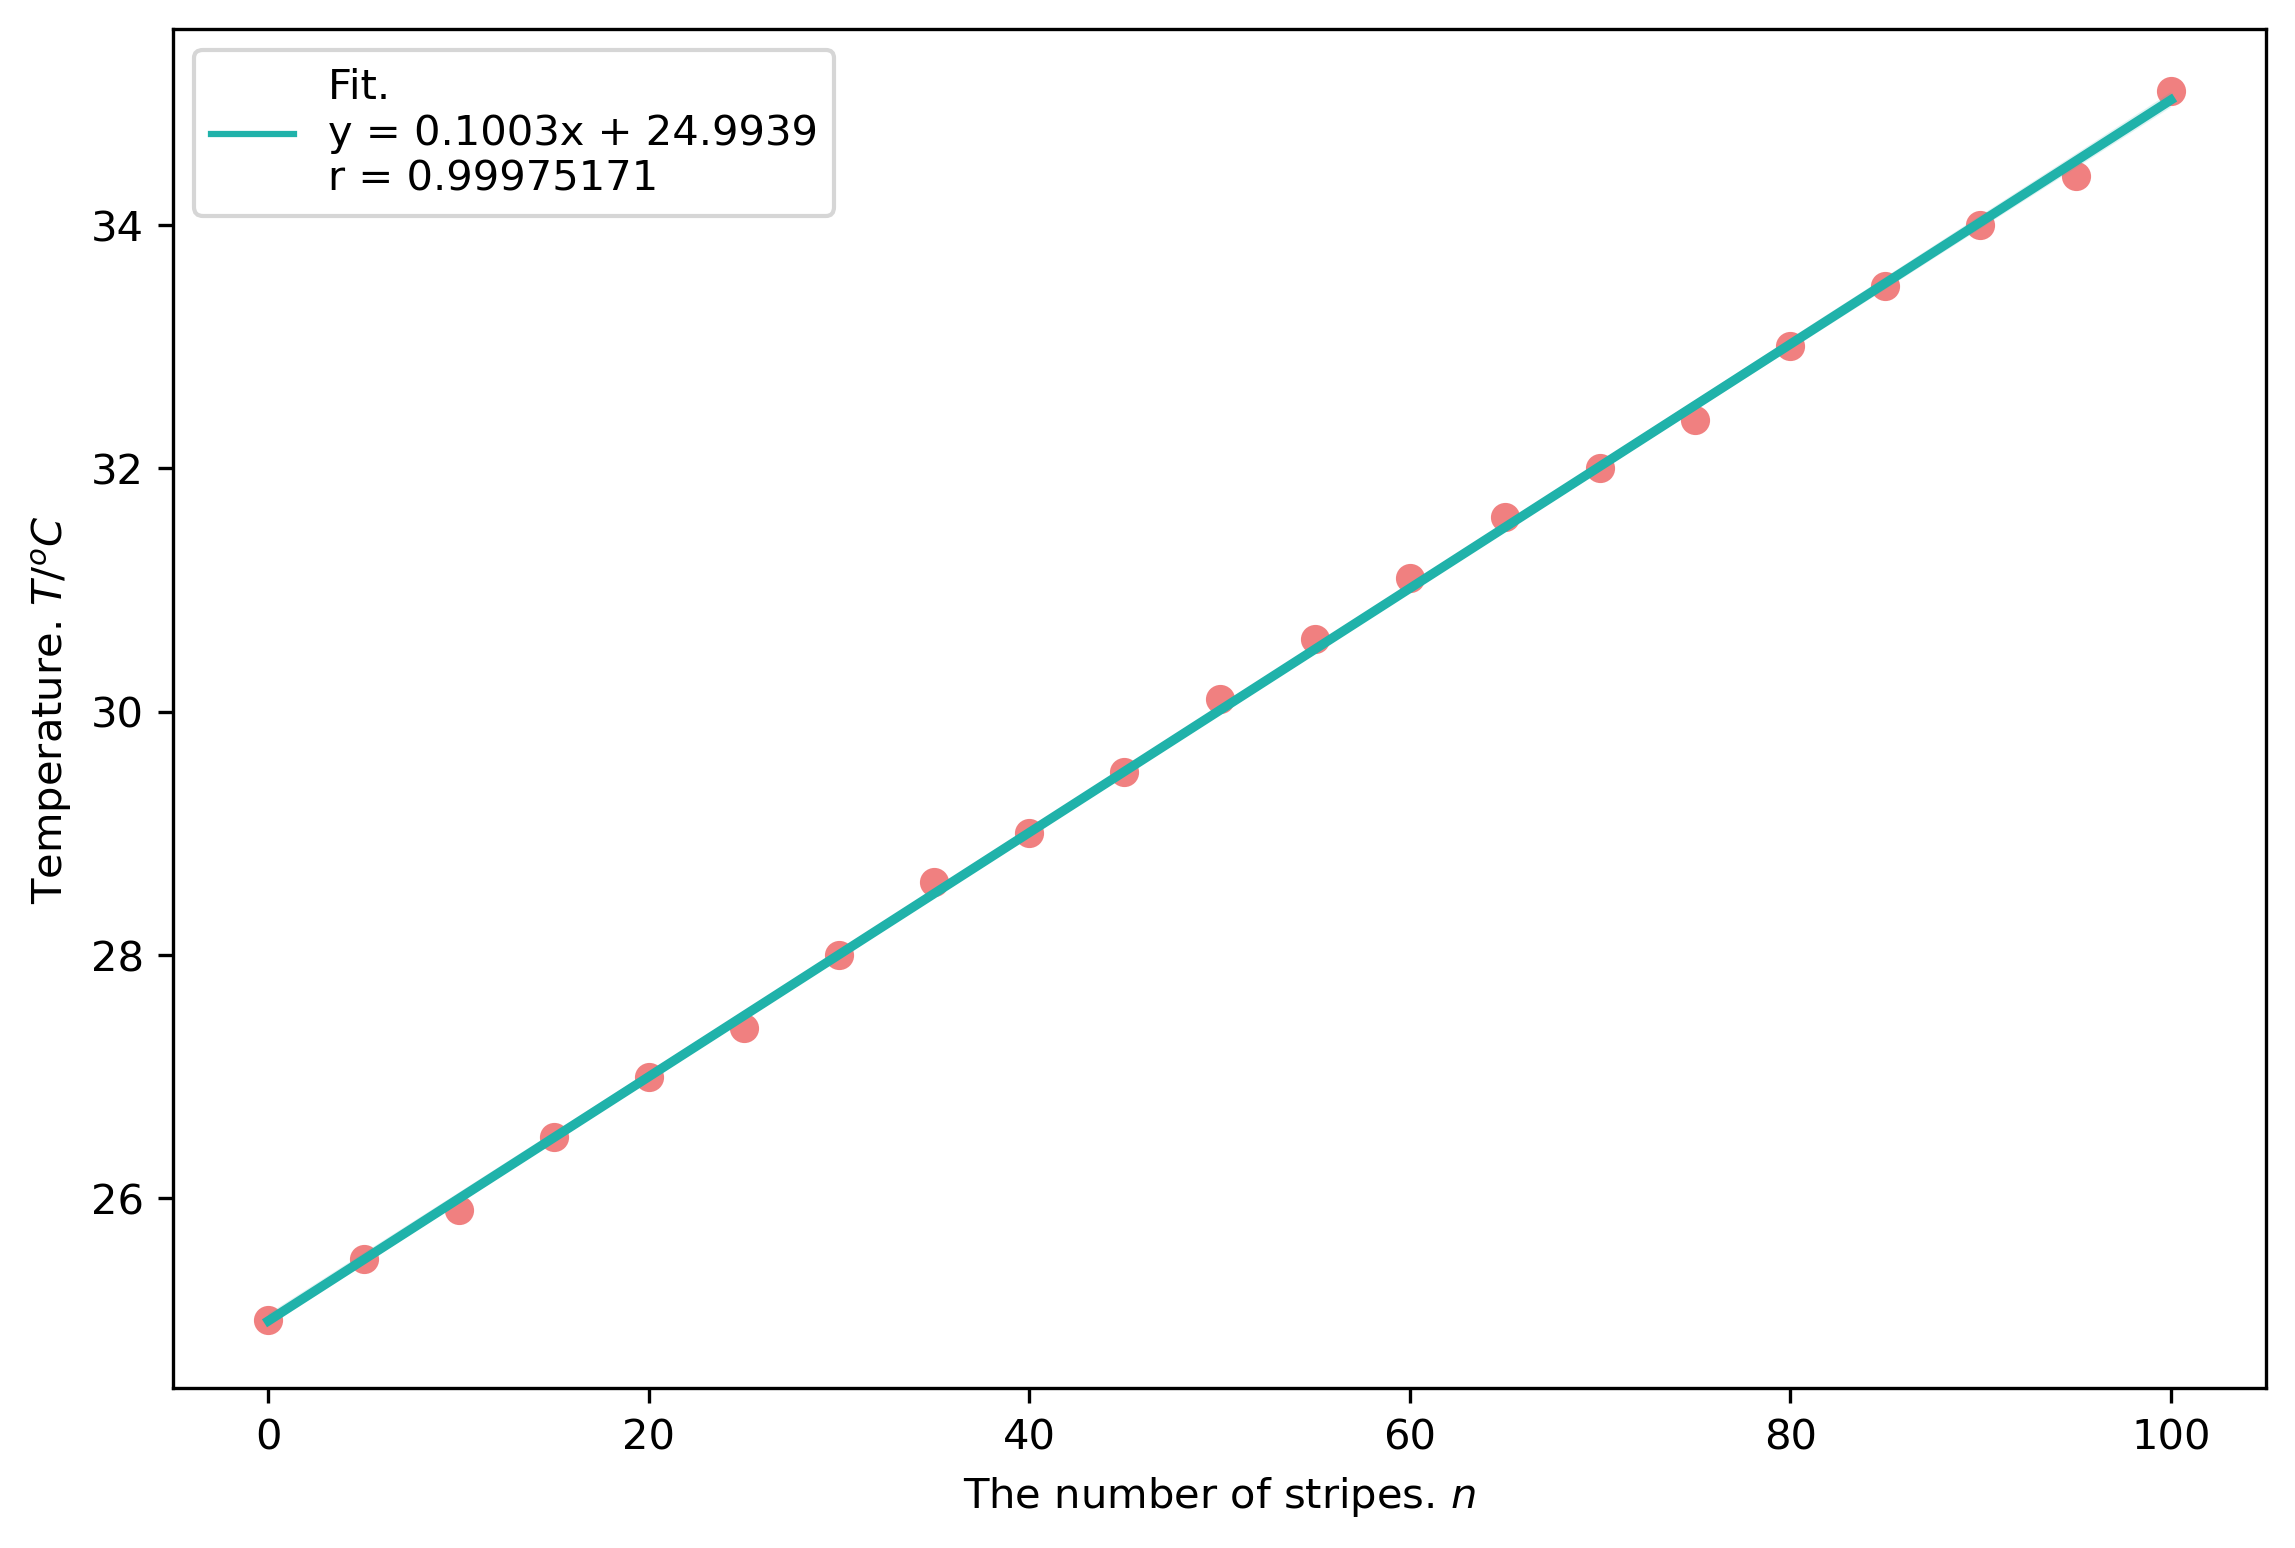 Fit.
y = 0.1003x + 24.9939
r = 0.99975171
34
32
30
28
26
Temperature. T/°C
0 20 40 60 80 100
The number of stripes. n